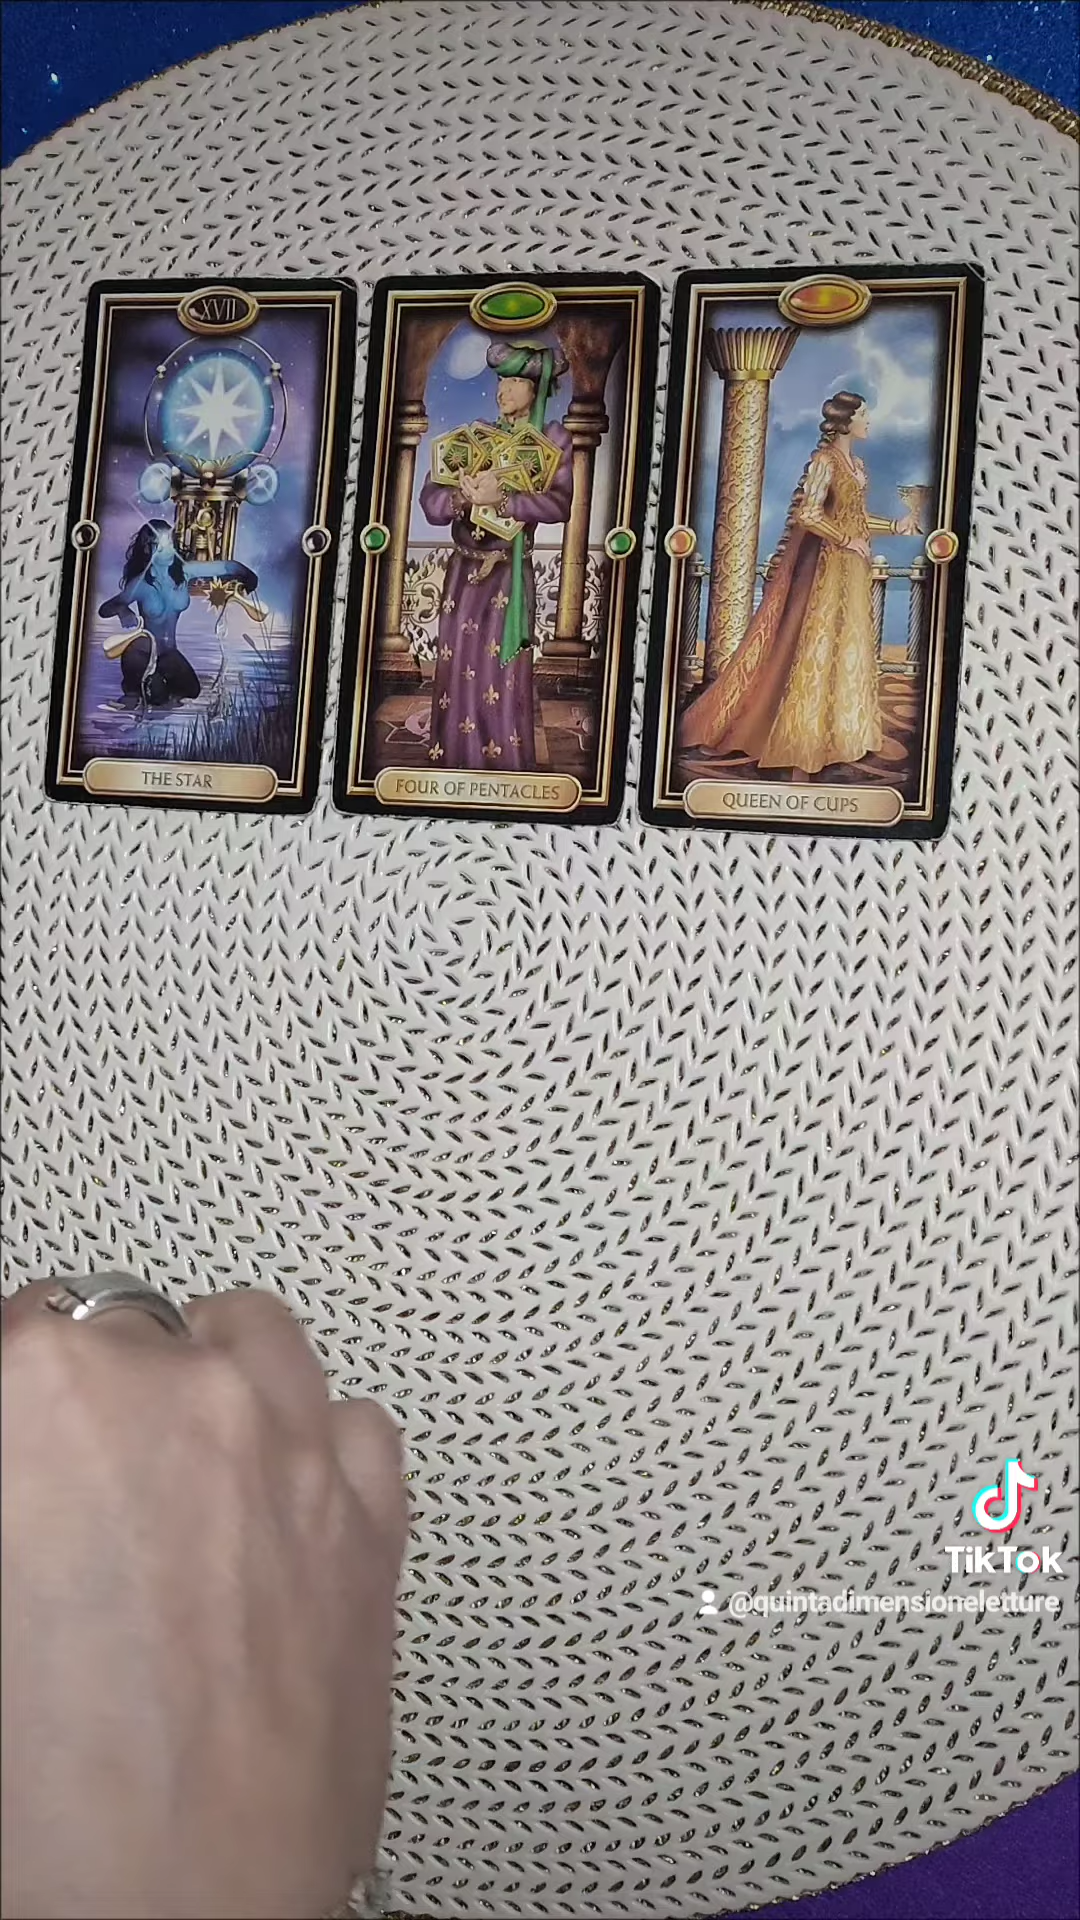 XVII
THE STAR
FOUR OF PENTACLES
QUEEN OF CUPS
TikTok
@quintadimensioneletture